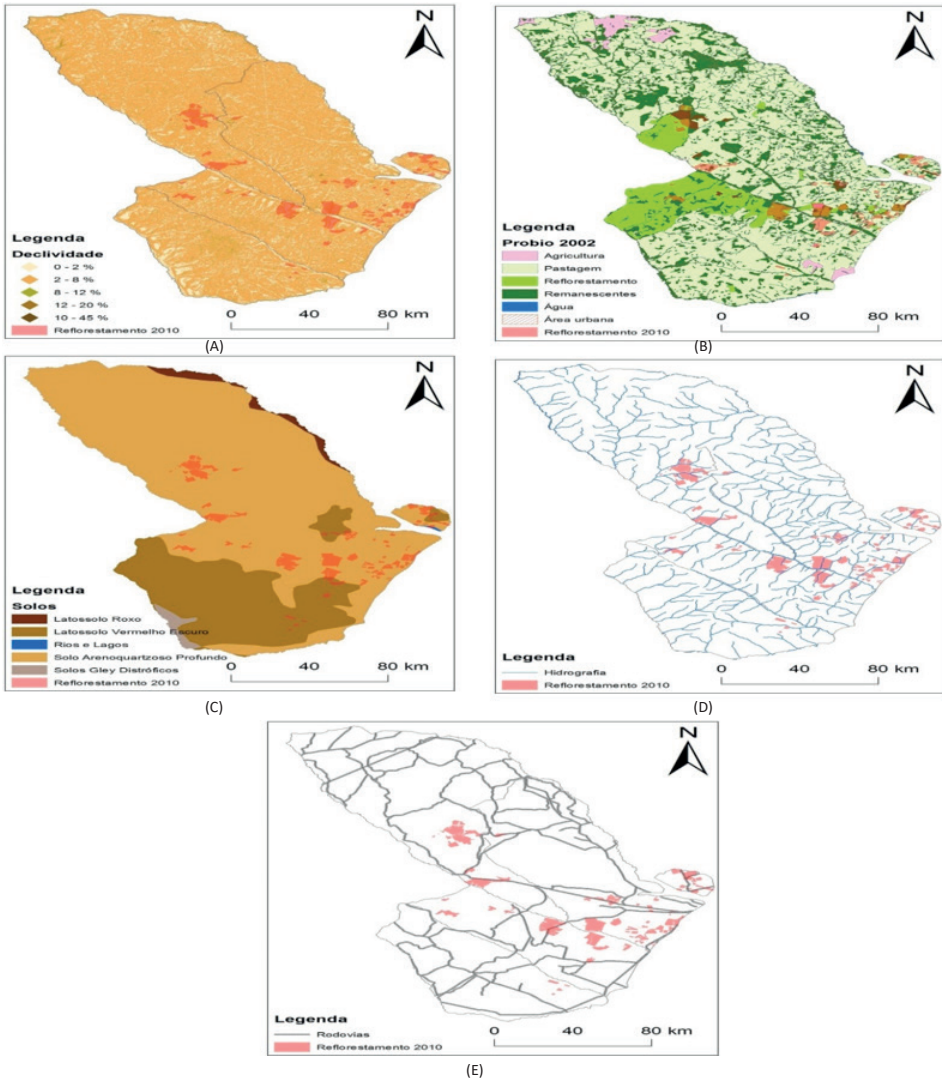 N
Legenda
Declividade
0 - 2 %
2 - 8 %
8 - 12 %
12 - 20 %
10 - 45 %
Reflorestamento 2010
0 40 80 km
(A)
N
Legenda
Probio 2002
Agricultura
Pastagem
Reflorestamento
Remanescentes
Água
Área urbana
Reflorestamento 2010
0 40 80 km
(B)
N
Legenda
Solos
Latossolo Roxo
Latossolo Vermelho Escuro
Rios e Lagos
Solo Arenoquartzoso Profundo
Solos Gley Distróficos
Reflorestamento 2010
0 40 80 km
(C)
N
Legenda
Hidrografia
Reflorestamento 2010
0 40 80 km
(D)
N
Legenda
Rodovias
Reflorestamento 2010
0 40 80 km
(E)